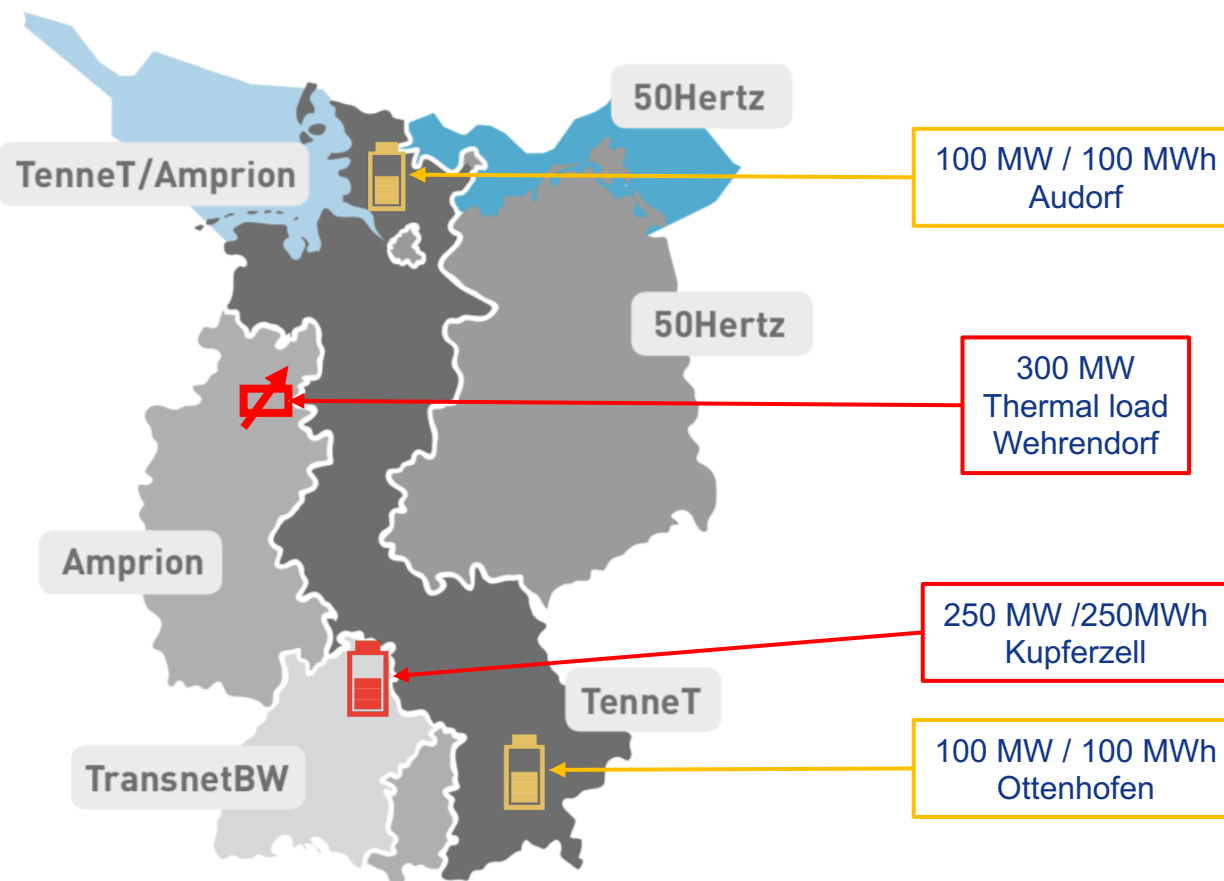 50Hertz
TenneT/Amprion
100 MW / 100 MWh
Audorf
50Hertz
300 MW
Thermal load
Wehrendorf
Amprion
250 MW /250MWh
Kupferzell
TenneT
TransnetBW
100 MW / 100 MWh
Ottenhofen